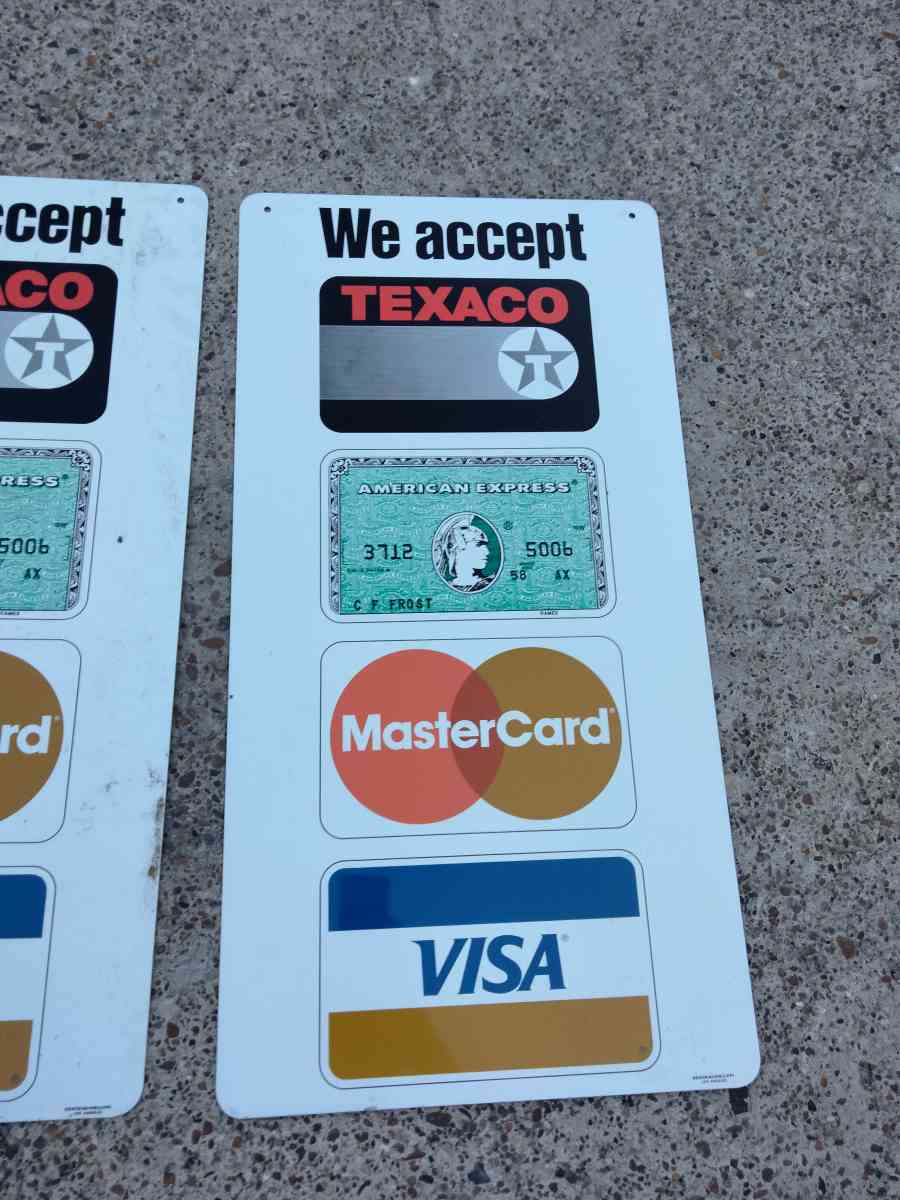 ccept
ACO
T
RESS®
5006
AX
rd
We accept
TEXACO
T
AMERICAN EXPRESS®
®
3712 5006
58 AX
C F FROST
MasterCard®
VISA®